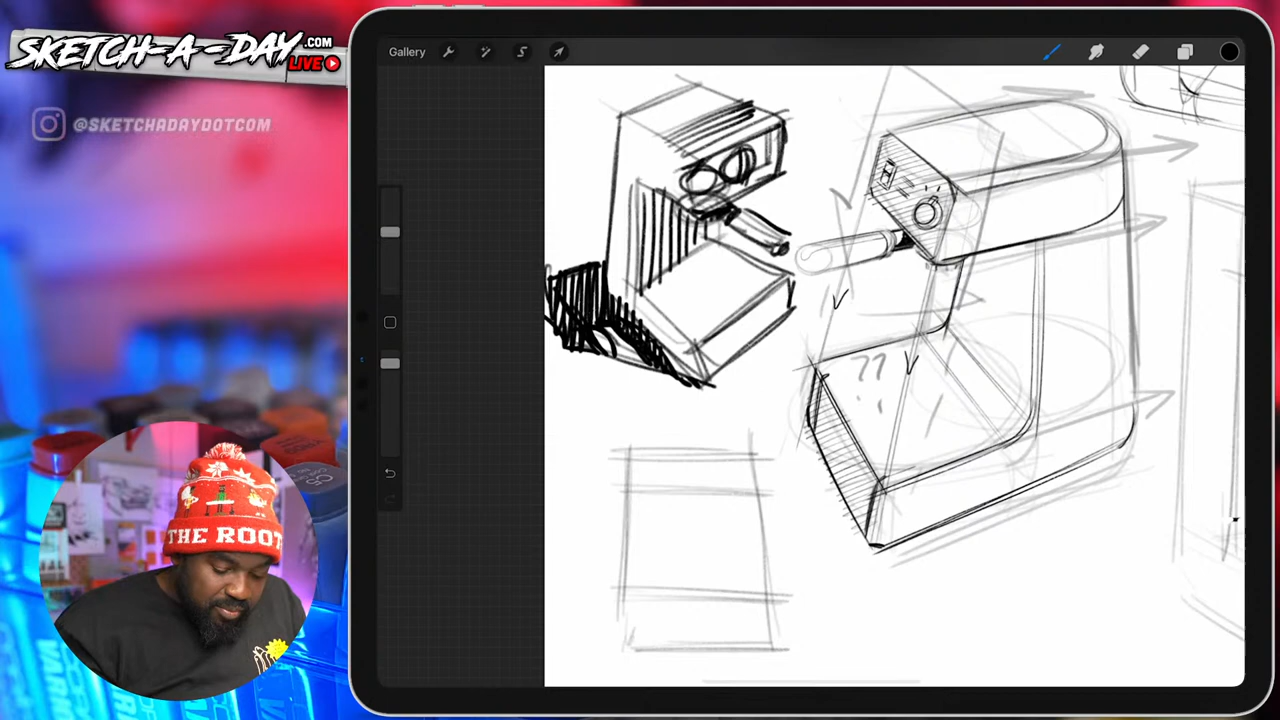 SKETCH-A-DAY.COM
LIVE
@SKETCHADAYDOTCOM
Gallery
??
THE ROOT